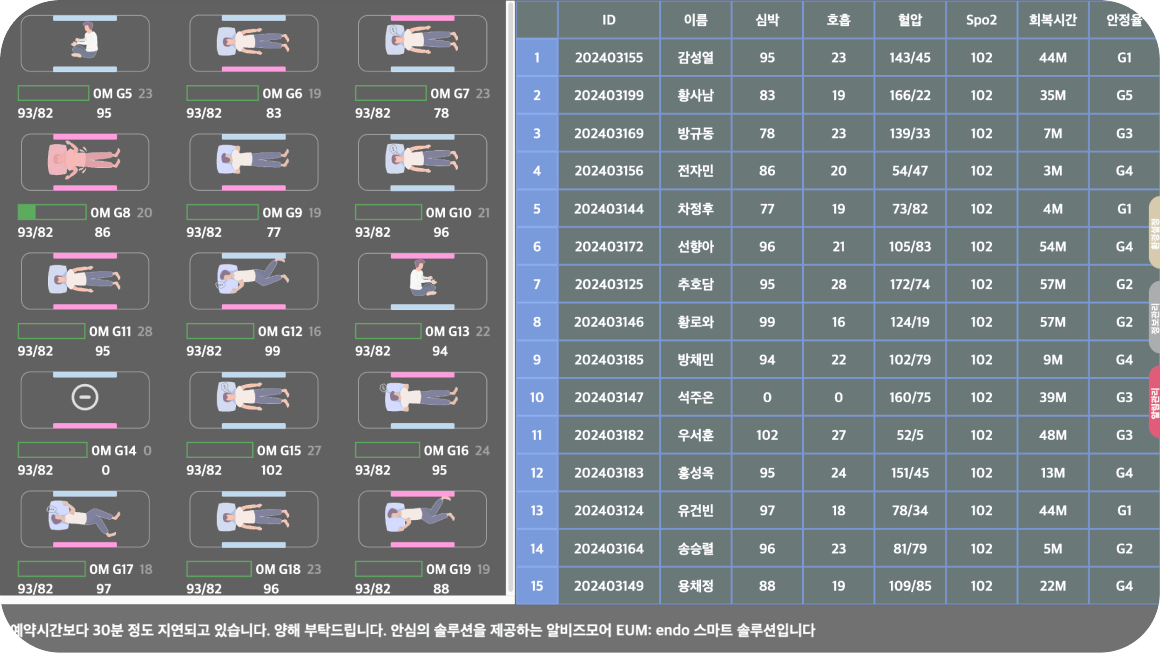 0M G5 23
93/82 95
0M G6 19
93/82 83
0M G7 23
93/82 78
0M G8 20
93/82 86
0M G9 19
93/82 77
0M G10 21
93/82 96
0M G11 28
93/82 95
0M G12 16
93/82 99
0M G13 22
93/82 94
0M G14 0
93/82 0
0M G15 27
93/82 102
0M G16 24
93/82 95
0M G17 18
93/82 97
0M G18 23
93/82 96
0M G19 19
93/82 88
ID 이름 심박 호흡 혈압 Spo2 회복시간 안정율
1 202403155 감성열 95 23 143/45 102 44M G1
2 202403199 황사남 83 19 166/22 102 35M G5
3 202403169 방규동 78 23 139/33 102 7M G3
4 202403156 전자민 86 20 54/47 102 3M G4
5 202403144 차정후 77 19 73/82 102 4M G1
6 202403172 선향아 96 21 105/83 102 54M G4
7 202403125 추호담 95 28 172/74 102 57M G2
8 202403146 황로와 99 16 124/19 102 57M G2
9 202403185 방채민 94 22 102/79 102 9M G4
10 202403147 석주온 0 0 160/75 102 39M G3
11 202403182 우서훈 102 27 52/5 102 48M G3
12 202403183 홍성옥 95 24 151/45 102 13M G4
13 202403124 유건빈 97 18 78/34 102 44M G1
14 202403164 송승렬 96 23 81/79 102 5M G2
15 202403149 용채정 88 19 109/85 102 22M G4
환경설정
정보관리
알림관리
예약시간보다 30분 정도 지연되고 있습니다. 양해 부탁드립니다. 안심의 솔루션을 제공하는 알비즈모어 EUM: endo 스마트 솔루션입니다